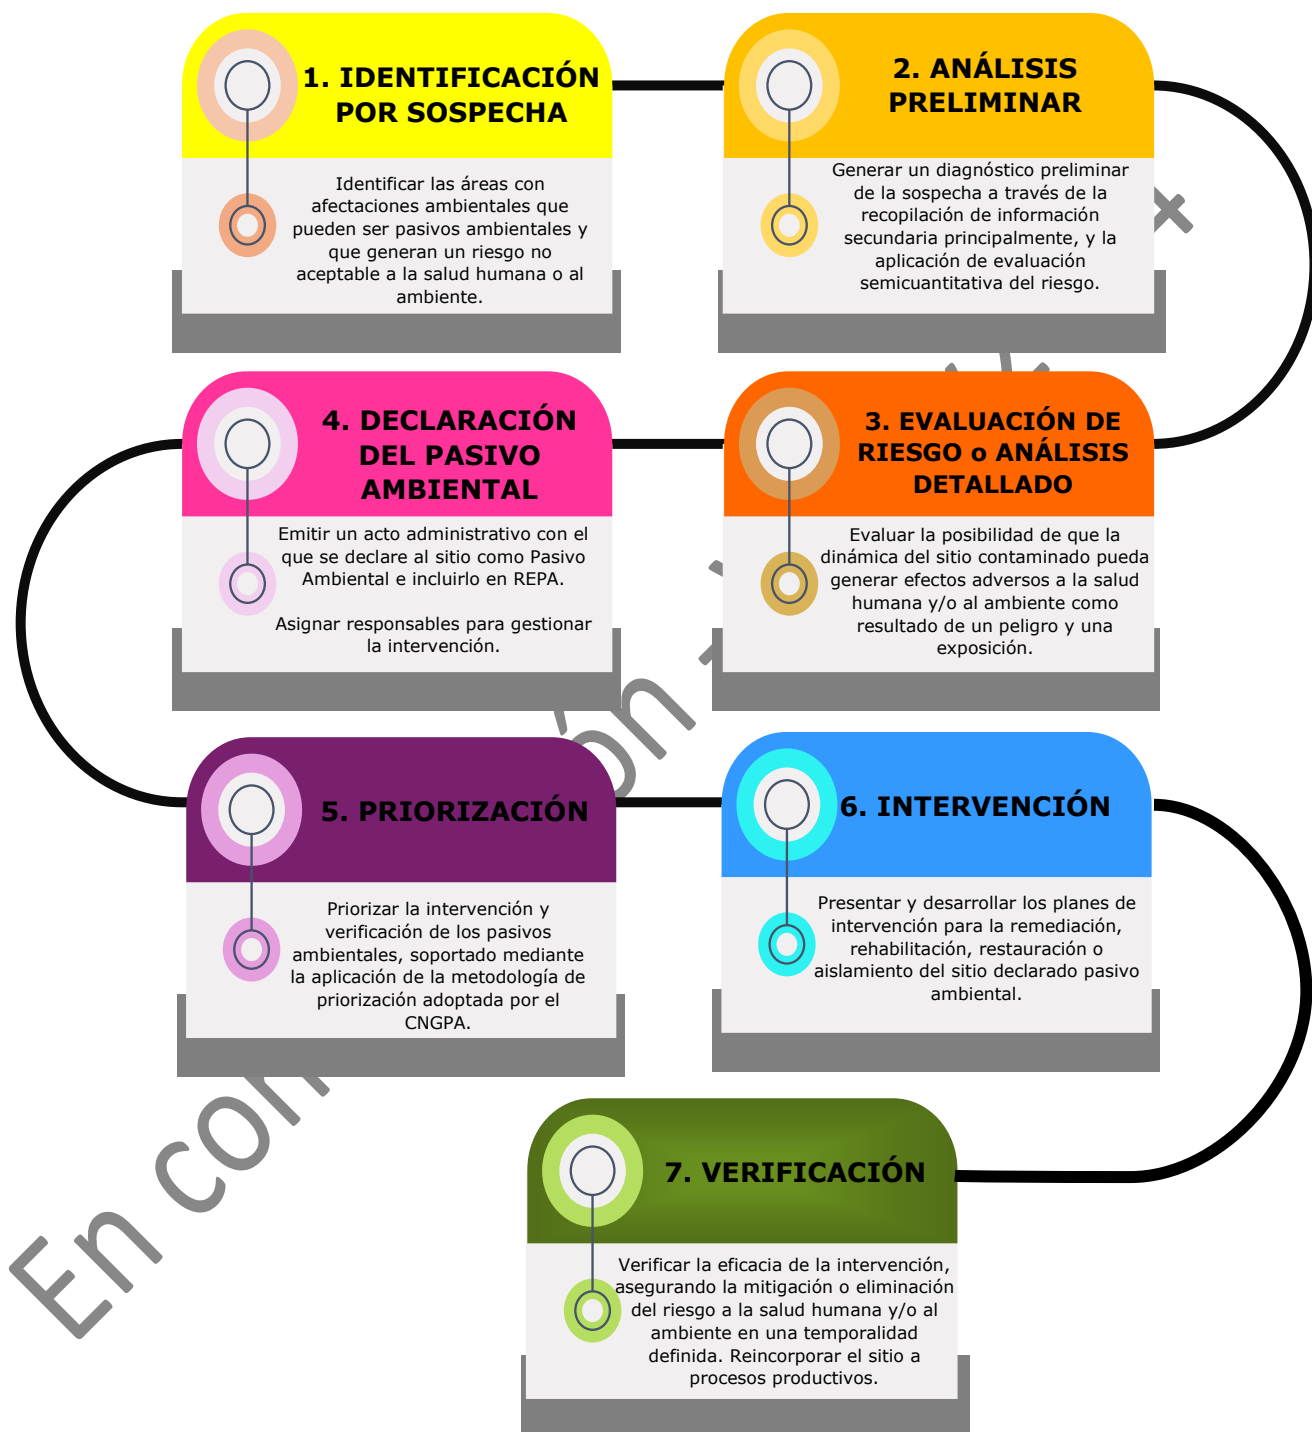 1. IDENTIFICACIÓN
POR SOSPECHA
Identificar las áreas con
afectaciones ambientales que
pueden ser pasivos ambientales y
que generan un riesgo no
aceptable a la salud humana o al
ambiente.
2. ANÁLISIS
PRELIMINAR
Generar un diagnóstico preliminar
de la sospecha a través de la
recopilación de información
secundaria principalmente, y la
aplicación de evaluación
semicuantitativa del riesgo.
3. EVALUACIÓN DE
RIESGO o ANÁLISIS
DETALLADO
Evaluar la posibilidad de que la
dinámica del sitio contaminado pueda
generar efectos adversos a la salud
humana y/o al ambiente como
resultado de un peligro y una
exposición.
4. DECLARACIÓN
DEL PASIVO
AMBIENTAL
Emitir un acto administrativo con el
que se declare al sitio como Pasivo
Ambiental e incluirlo en REPA.
Asignar responsables para gestionar
la intervención.
5. PRIORIZACIÓN
Priorizar la intervención y
verificación de los pasivos
ambientales, soportado mediante
la aplicación de la metodología de
priorización adoptada por el
CNGPA.
6. INTERVENCIÓN
Presentar y desarrollar los planes de
intervención para la remediación,
rehabilitación, restauración o
aislamiento del sitio declarado pasivo
ambiental.
7. VERIFICACIÓN
Verificar la eficacia de la intervención,
asegurando la mitigación o eliminación
del riesgo a la salud humana y/o al
ambiente en una temporalidad
definida. Reincorporar el sitio a
procesos productivos.
En